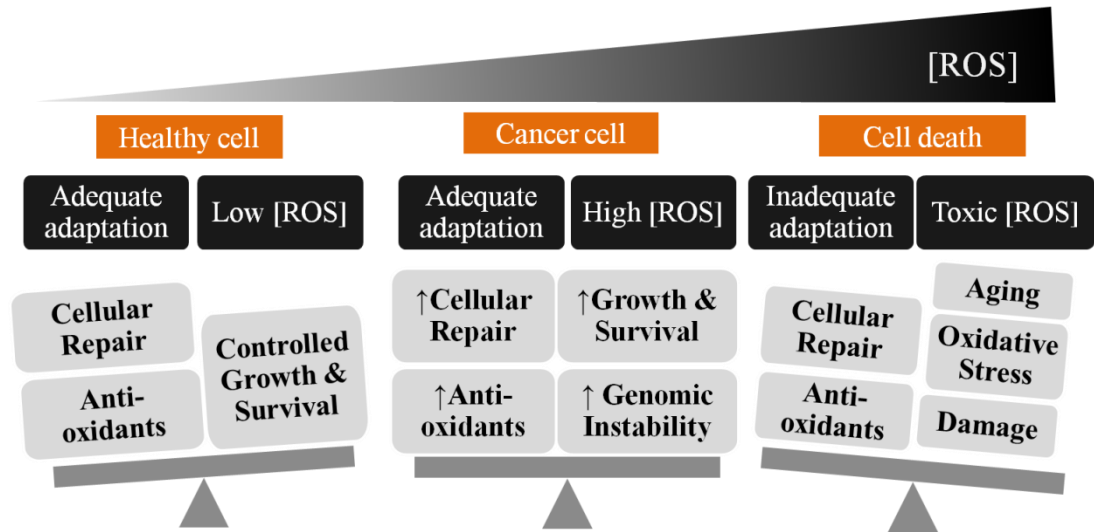 [ROS]
Healthy cell
Cancer cell
Cell death
Adequate
adaptation
Low [ROS]
Adequate
adaptation
High [ROS]
Inadequate
adaptation
Toxic [ROS]
Cellular
Repair
Anti-
oxidants
Controlled
Growth &
Survival
↑Cellular
Repair
↑Anti-
oxidants
↑Growth &
Survival
↑ Genomic
Instability
Cellular
Repair
Anti-
oxidants
Aging
Oxidative
Stress
Damage